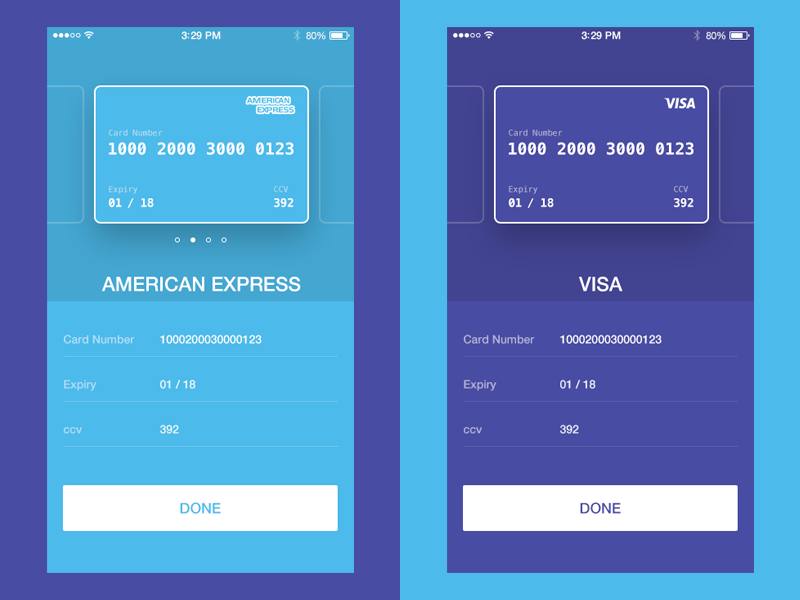 3:29 PM
80%
AMERICAN
EXPRESS
Card Number
1000 2000 3000 0123
Expiry
CCV
01 / 18
392
AMERICAN EXPRESS
Card Number 1000200030000123
Expiry 01 / 18
ccv 392
DONE
3:29 PM
80%
VISA
Card Number
1000 2000 3000 0123
Expiry
CCV
01 / 18
392
VISA
Card Number 1000200030000123
Expiry 01 / 18
ccv 392
DONE